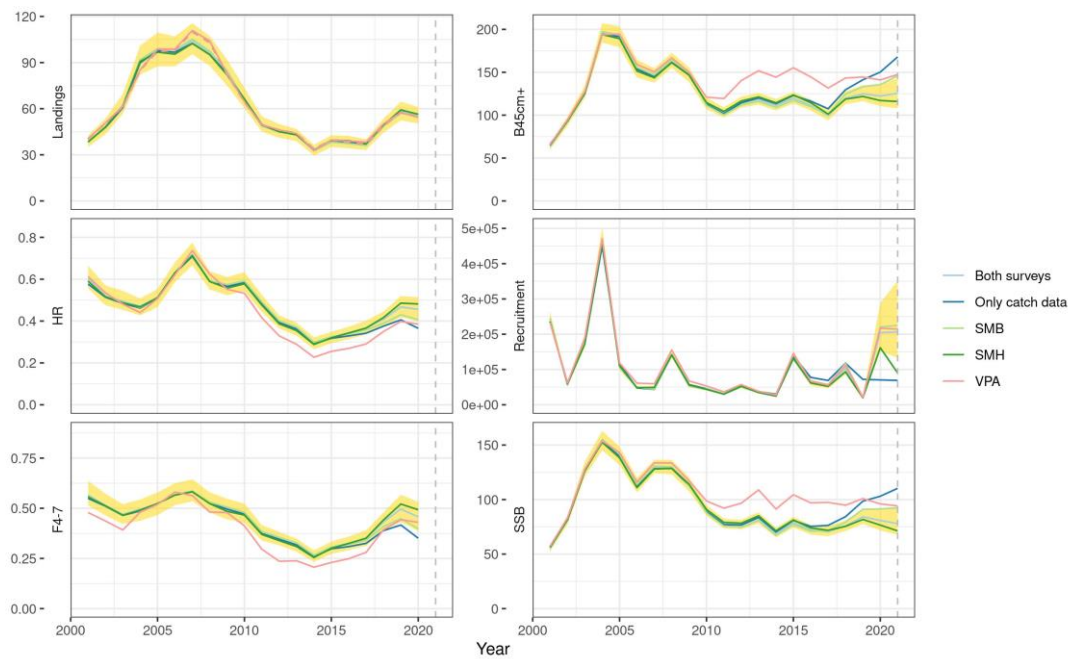 Landings
120
90
60
30
0
B45cm+
200
150
100
50
0
HR
0.8
0.6
0.4
0.2
0.0
Recruitment
5e+05
4e+05
3e+05
2e+05
1e+05
0e+00
F4-7
0.75
0.50
0.25
0.00
2000 2005 2010 2015 2020
SSB
150
100
50
0
2000 2005 2010 2015 2020
Year
Both surveys
Only catch data
SMB
SMH
VPA